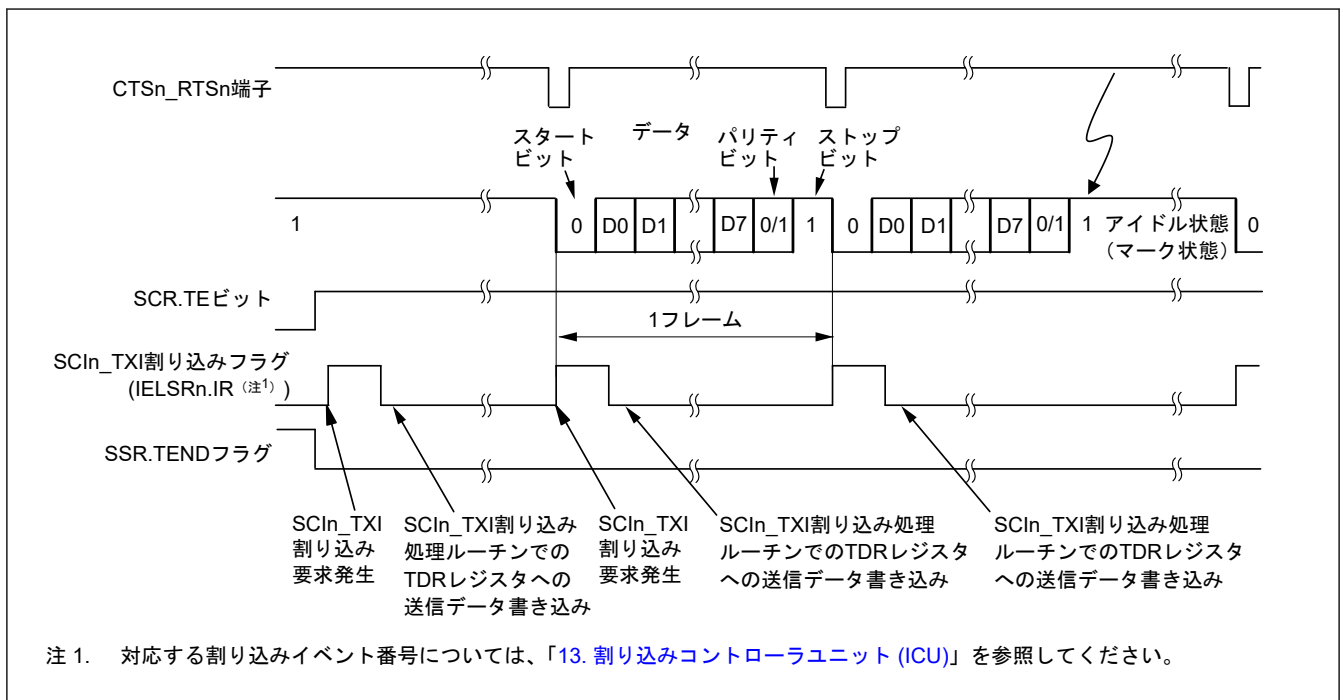 CTSn_RTSn端子
スタート
ビット
データ
パリティ
ビット
ストップ
ビット
1
0
D0
D1
D7
0/1
1
0
D0
D1
D7
0/1
1
アイドル状態
（マーク状態）
0
SCR.TEビット
1フレーム
SCIn_TXI割り込みフラグ
(IELSRn.IR（注1）)
SSR.TENDフラグ
SCIn_TXI
割り込み
要求発生
SCIn_TXI割り込み
処理ルーチンでの
TDRレジスタへの
送信データ書き込み
SCIn_TXI
割り込み
要求発生
SCIn_TXI割り込み処理
ルーチンでのTDRレジスタ
への送信データ書き込み
SCIn_TXI割り込み処理
ルーチンでのTDRレジスタ
への送信データ書き込み
注 1. 対応する割り込みイベント番号については、「13. 割り込みコントローラユニット (ICU)」を参照してください。